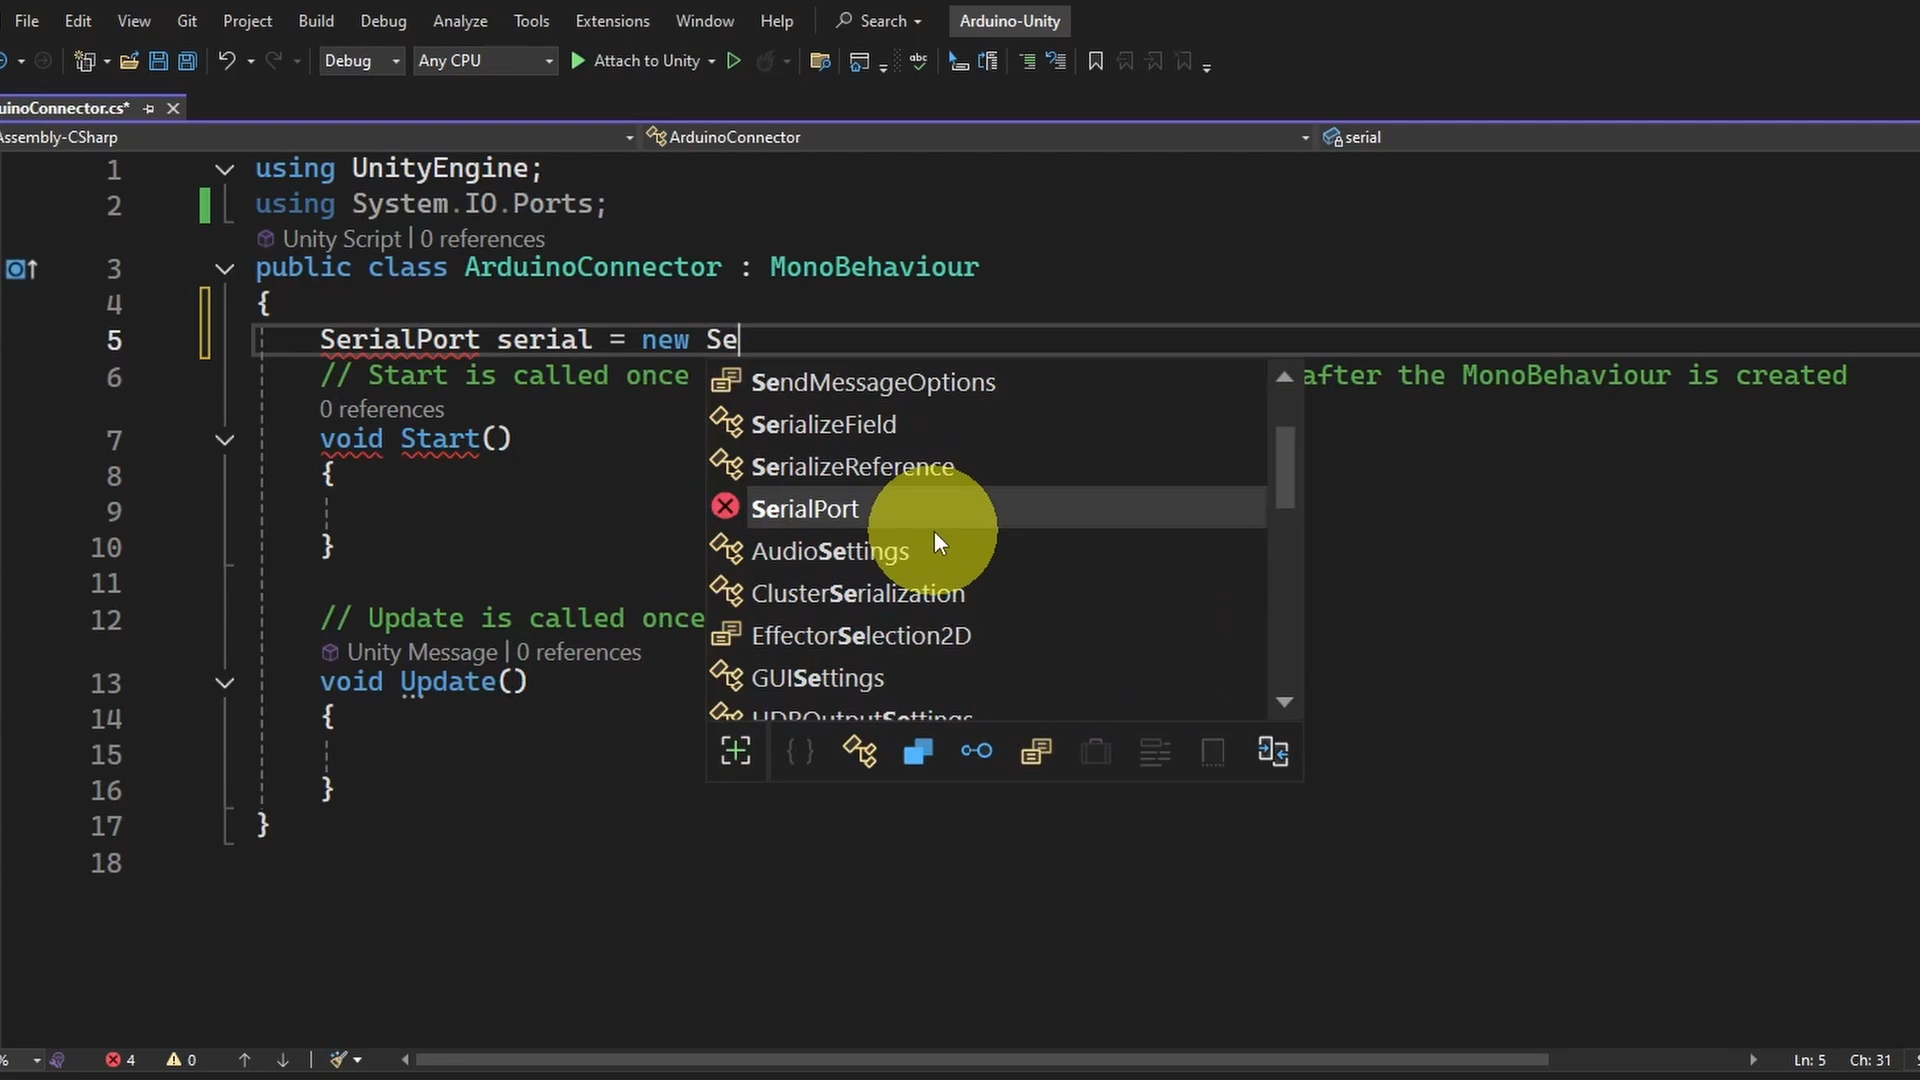 File Edit View Git Project Build Debug Analyze Tools Extensions Window Help Search Arduino-Unity
Debug Any CPU Attach to Unity abc
uinoConnector.cs*
Assembly-CSharp ArduinoConnector serial
1 using UnityEngine;
2 using System.IO.Ports;
Unity Script | 0 references
3 public class ArduinoConnector : MonoBehaviour
4 {
5 SerialPort serial = new Se
6 // Start is called once after the MonoBehaviour is created
0 references
7 void Start()
8 {
9
10 }
11
12 // Update is called once
Unity Message | 0 references
13 void Update()
14 {
15
16 }
17 }
18
SendMessageOptions
SerializeField
SerializeReference
SerialPort
AudioSettings
ClusterSerialization
EffectorSelection2D
GUISettings
HDROutputSettings
% 4 0 Ln: 5 Ch: 31